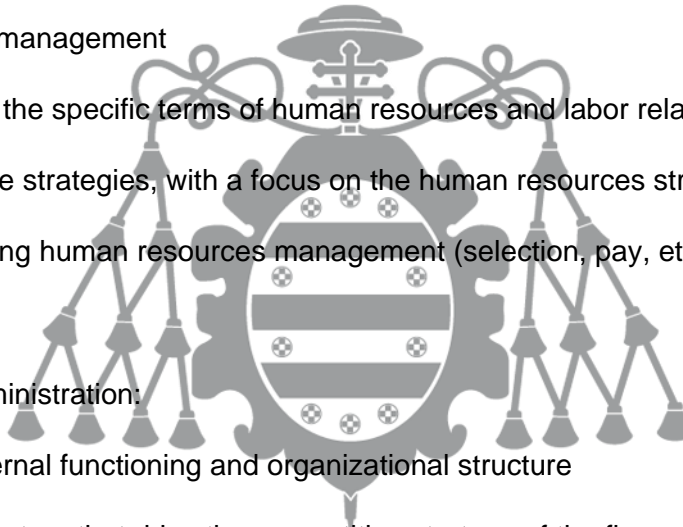 management
the specific terms of human resources and labor rela
e strategies, with a focus on the human resources str
ng human resources management (selection, pay, et
ministration:
ernal functioning and organizational structure